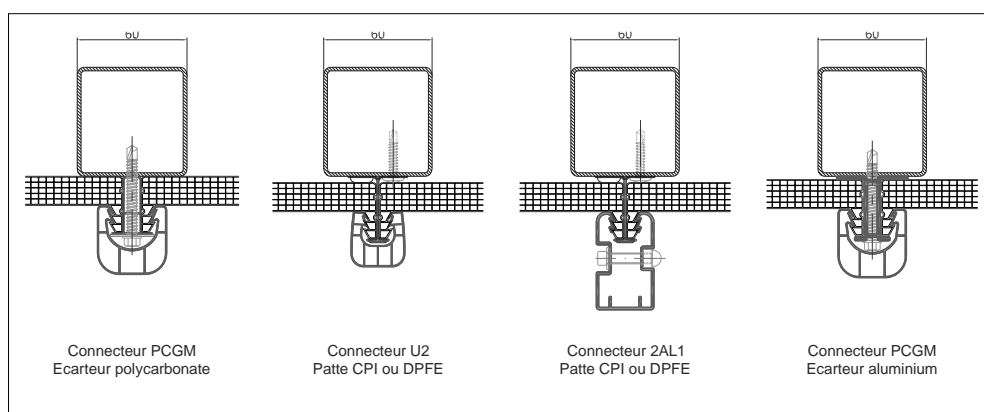 60 60 60 60
Connecteur PCGM
Ecarteur polycarbonate
Connecteur U2
Patte CPI ou DPFE
Connecteur 2AL1
Patte CPI ou DPFE
Connecteur PCGM
Ecarteur aluminium